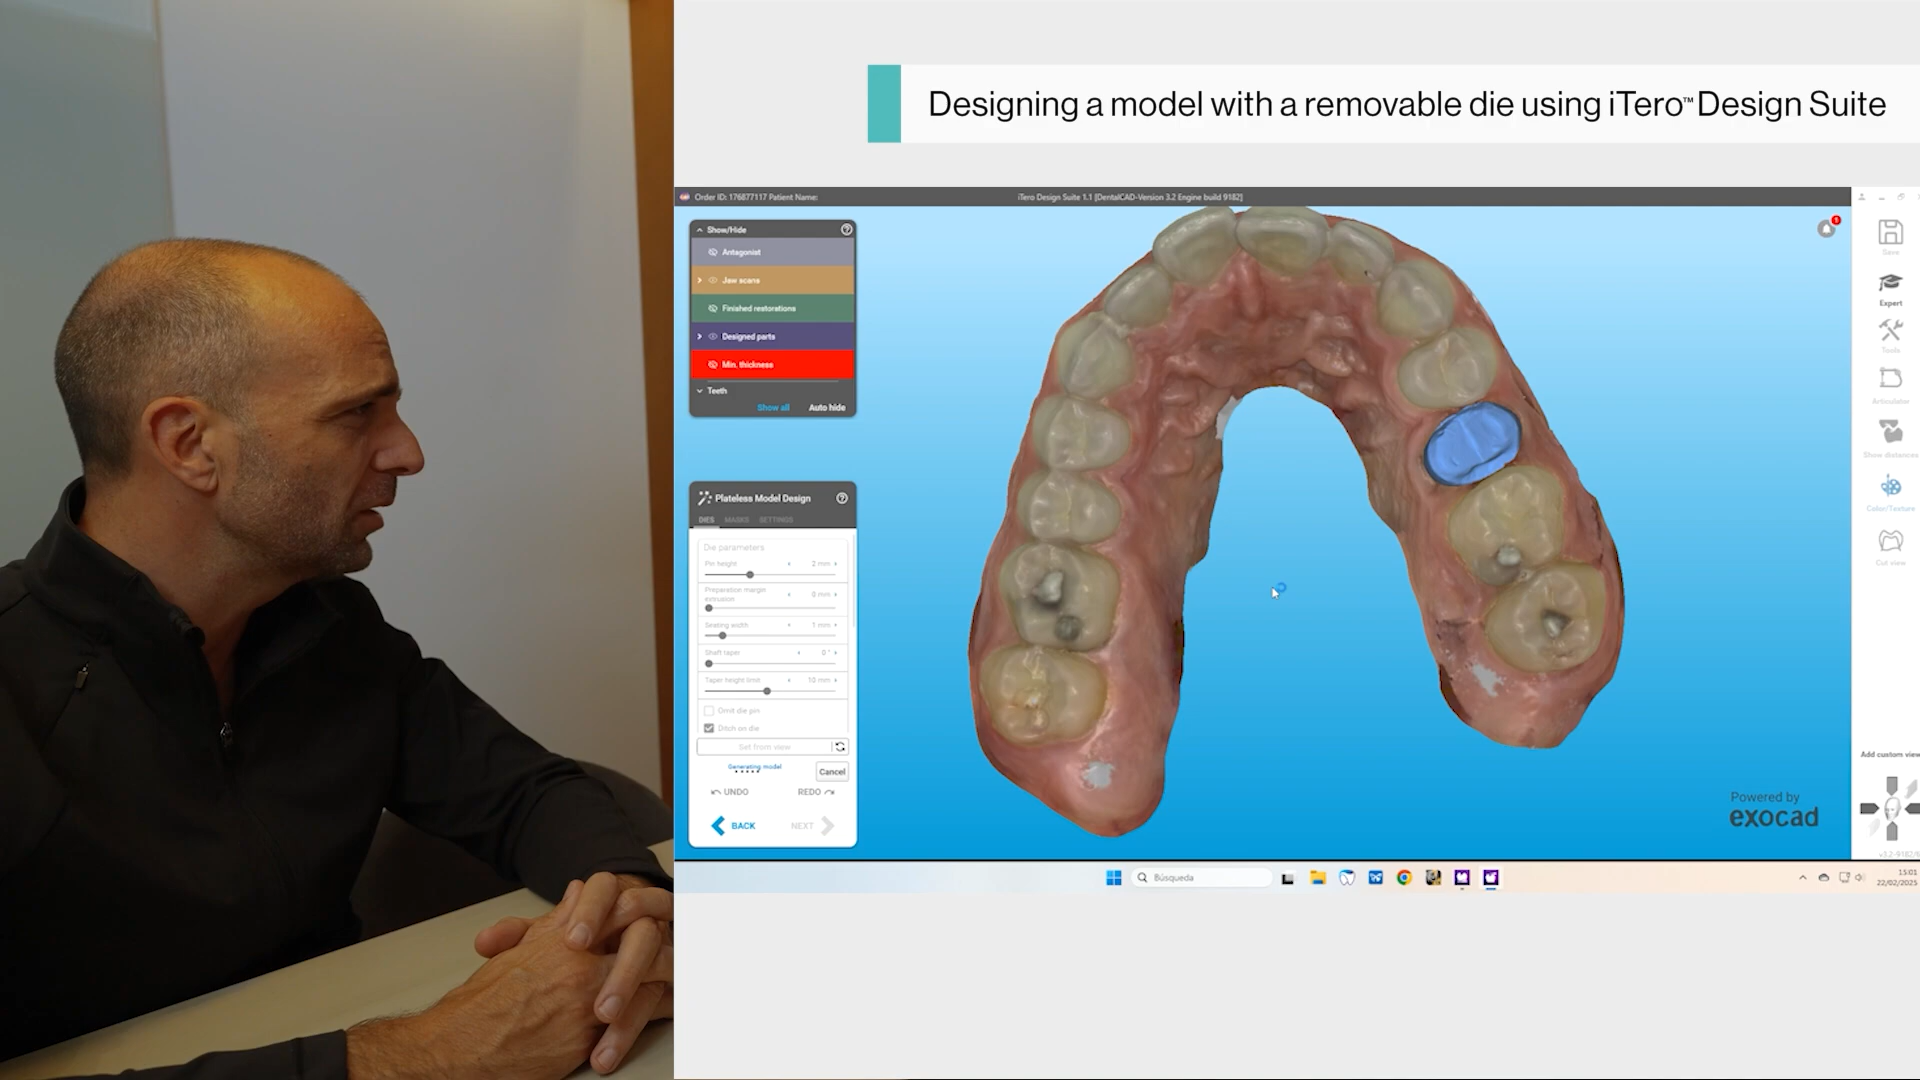 Designing a model with a removable die using iTero™ Design Suite
Order ID: 176877117 Patient Name:
iTero Design Suite 1.1 [DentalCAD-Version 3.2 Engine build 9182]
Show/Hide
Antagonist
Jaw scans
Finished restorations
Designed parts
Min. thickness
Teeth
Show all
Auto hide
Plateless Model Design
DIES
MASKS
SETTINGS
Die parameters
Pin height
2 mm
Preparation margin
extrusion
0 mm
Seating width
1 mm
Shaft taper
0 °
Taper height limit
10 mm
Omit die pin
Ditch on die
Set from view
Generating model
Cancel
UNDO
REDO
BACK
NEXT
Save
Expert
Tools
Articulator
Show distances
Color/Texture
Cut view
Add custom view
Powered by
exocad
Búsqueda
15:01
22/02/2025